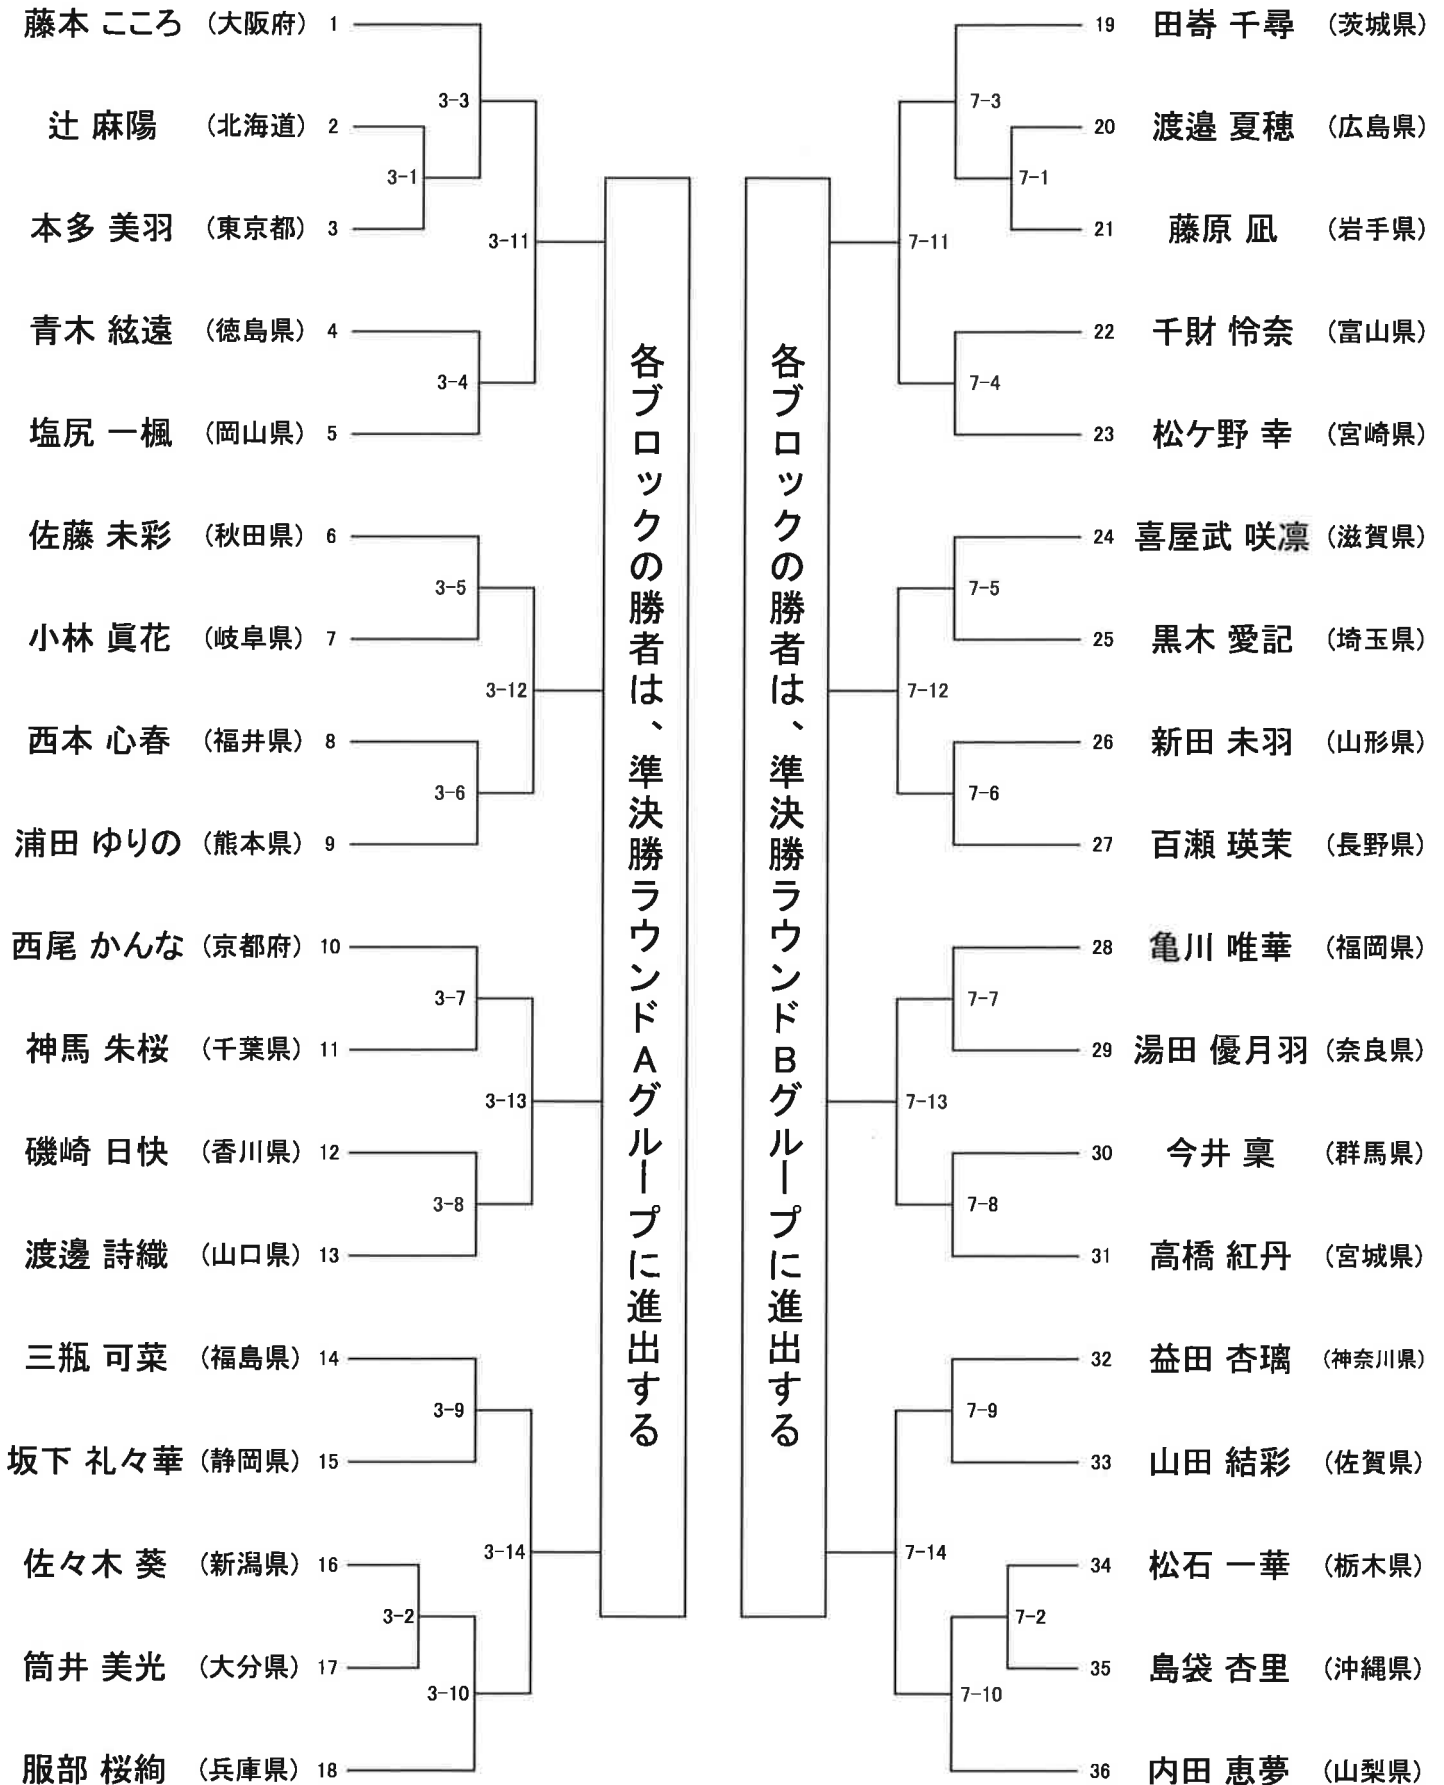 藤本 こころ （大阪府） 1
辻 麻陽 （北海道） 2
本多 美羽 （東京都） 3
青木 絃遠 （徳島県） 4
塩尻 一楓 （岡山県） 5
佐藤 未彩 （秋田県） 6
小林 眞花 （岐阜県） 7
西本 心春 （福井県） 8
浦田 ゆりの （熊本県） 9
西尾 かんな （京都府） 10
神馬 朱桜 （千葉県） 11
磯崎 日快 （香川県） 12
渡邊 詩織 （山口県） 13
三瓶 可菜 （福島県） 14
坂下 礼々華 （静岡県） 15
佐々木 葵 （新潟県） 16
筒井 美光 （大分県） 17
服部 桜絢 （兵庫県） 18
3-3
3-1
3-11
3-4
3-5
3-12
3-6
3-7
3-13
3-8
3-9
3-14
3-2
3-10
各ブロックの勝者は、準決勝ラウンドAグループに進出する
各ブロックの勝者は、準決勝ラウンドBグループに進出する
7-3
7-1
7-11
7-4
7-5
7-12
7-6
7-7
7-13
7-8
7-9
7-14
7-2
7-10
19 田嵜 千尋 （茨城県）
20 渡邉 夏穂 （広島県）
21 藤原 凪 （岩手県）
22 千財 怜奈 （富山県）
23 松ケ野 幸 （宮崎県）
24 喜屋武 咲凛 （滋賀県）
25 黒木 愛記 （埼玉県）
26 新田 未羽 （山形県）
27 百瀬 瑛茉 （長野県）
28 亀川 唯華 （福岡県）
29 湯田 優月羽 （奈良県）
30 今井 稟 （群馬県）
31 高橋 紅丹 （宮城県）
32 益田 杏璃 （神奈川県）
33 山田 結彩 （佐賀県）
34 松石 一華 （栃木県）
35 島袋 杏里 （沖縄県）
36 内田 恵夢 （山梨県）